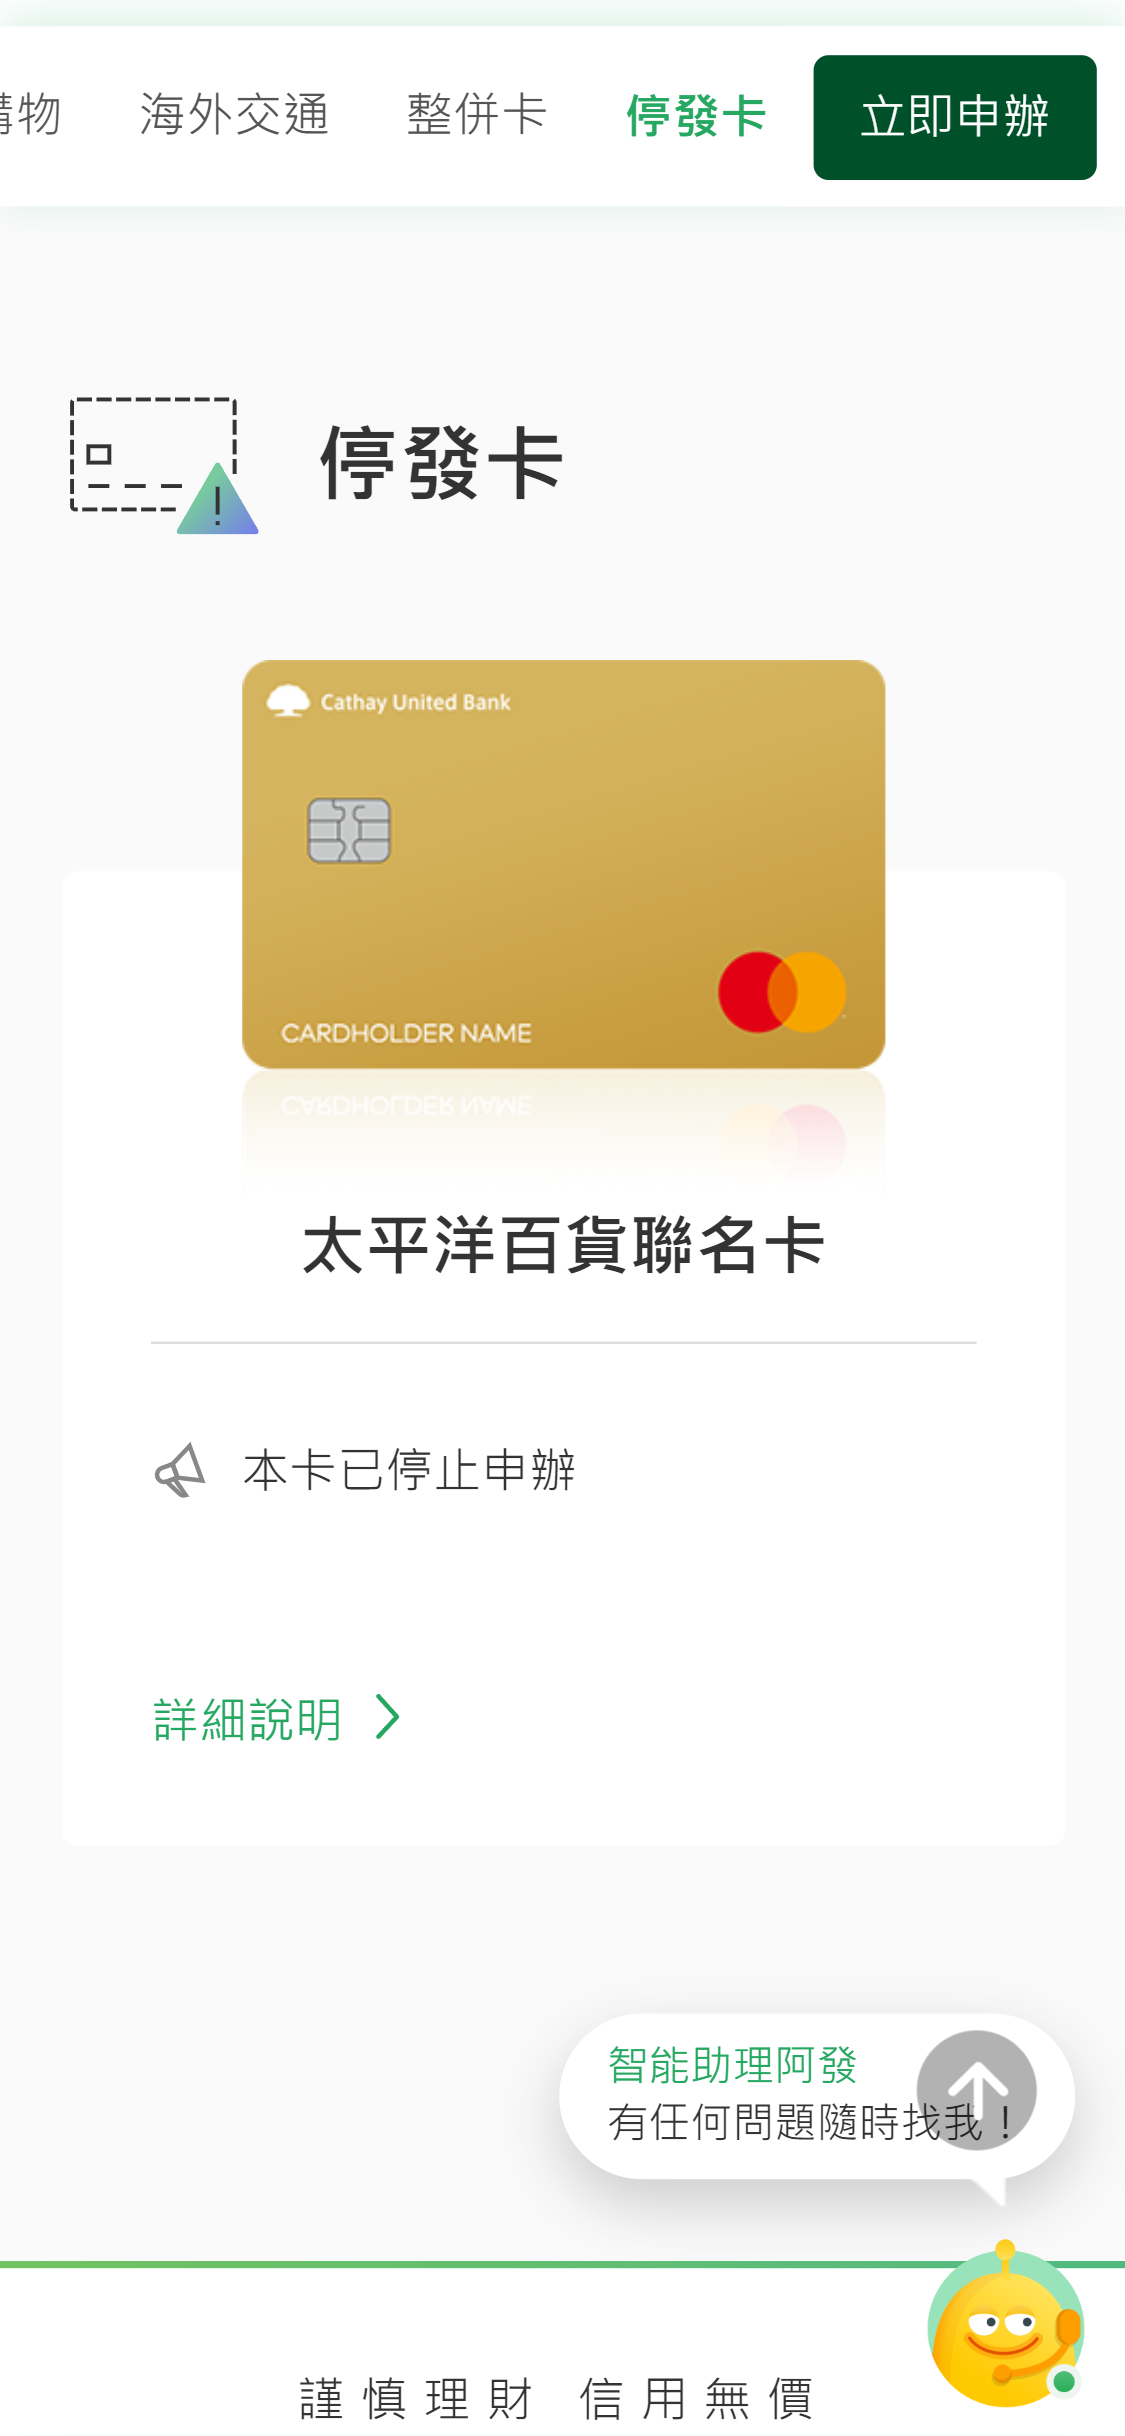 購物 海外交通 整併卡 停發卡 立即申辦
停發卡
Cathay United Bank
CARDHOLDER NAME
太平洋百貨聯名卡
本卡已停止申辦
詳細說明
智能助理阿發
有任何問題隨時找我！
謹慎理財 信用無價